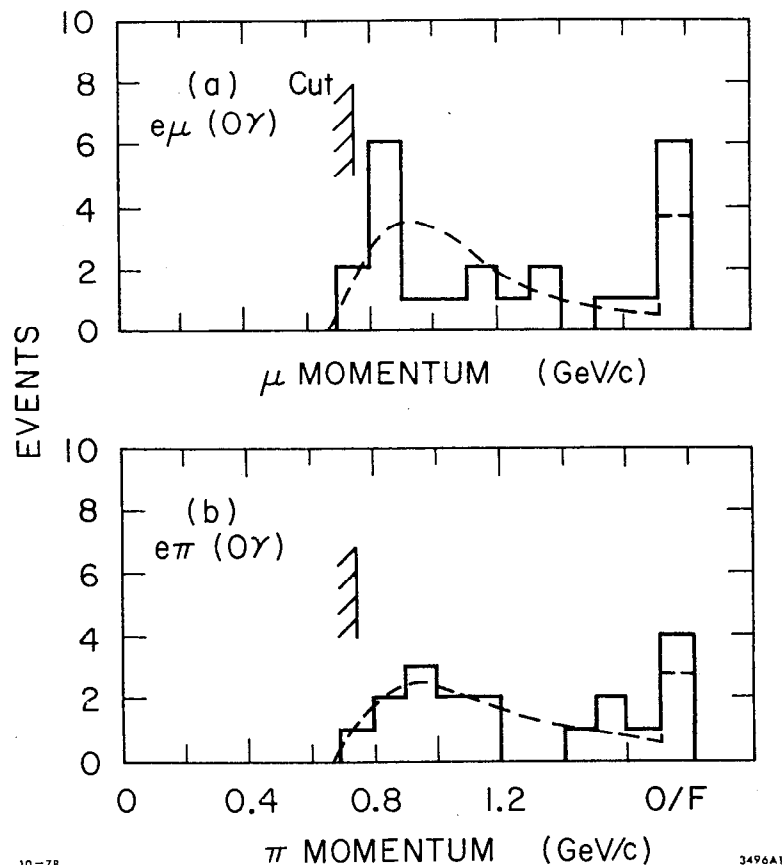 10
8
6
4
2
0
(a)
eμ (0γ)
Cut
μ MOMENTUM (GeV/c)
EVENTS
10
8
6
4
2
0
(b)
eπ (0γ)
0 0.4 0.8 1.2 O/F
π MOMENTUM (GeV/c)
10-78
3496A1